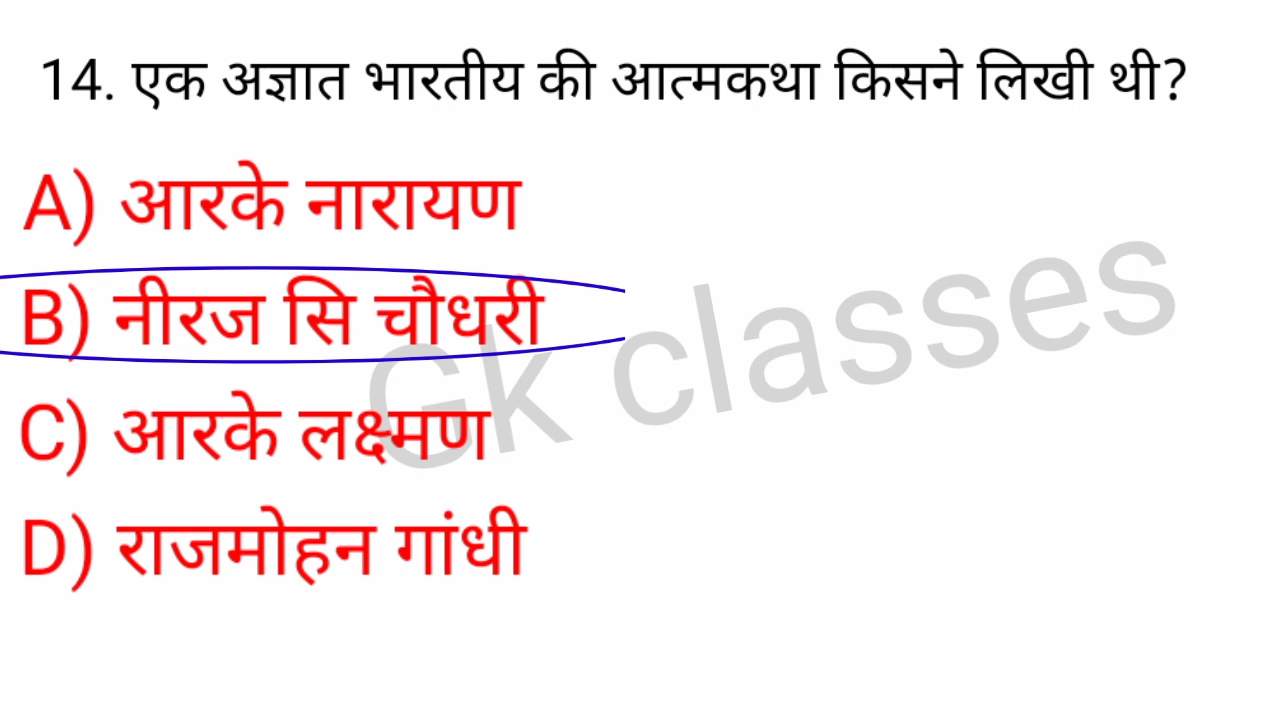 14. एक अज्ञात भारतीय की आत्मकथा किसने लिखी थी?
A) आरके नारायण
B) नीरज सि चौधरी
C) आरके लक्ष्मण
D) राजमोहन गांधी
Gk classes